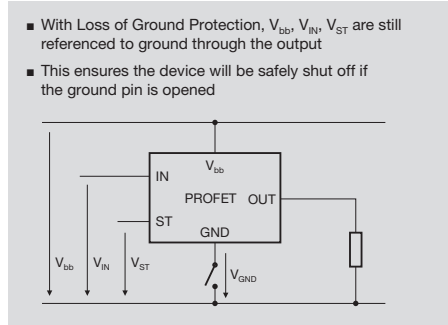 ■ With Loss of Ground Protection, Vbb, VIN, VST are still
referenced to ground through the output
■ This ensures the device will be safely shut off if
the ground pin is opened
Vbb
IN
PROFET OUT
ST
GND
Vbb VIN VST VGND